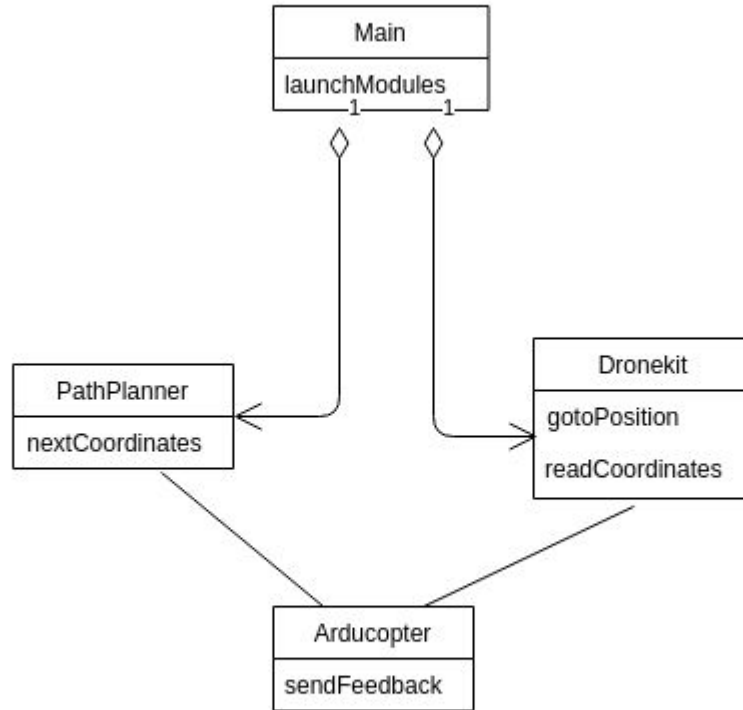 Main
launchModules
1
1
PathPlanner
nextCoordinates
Dronekit
gotoPosition
readCoordinates
Arducopter
sendFeedback